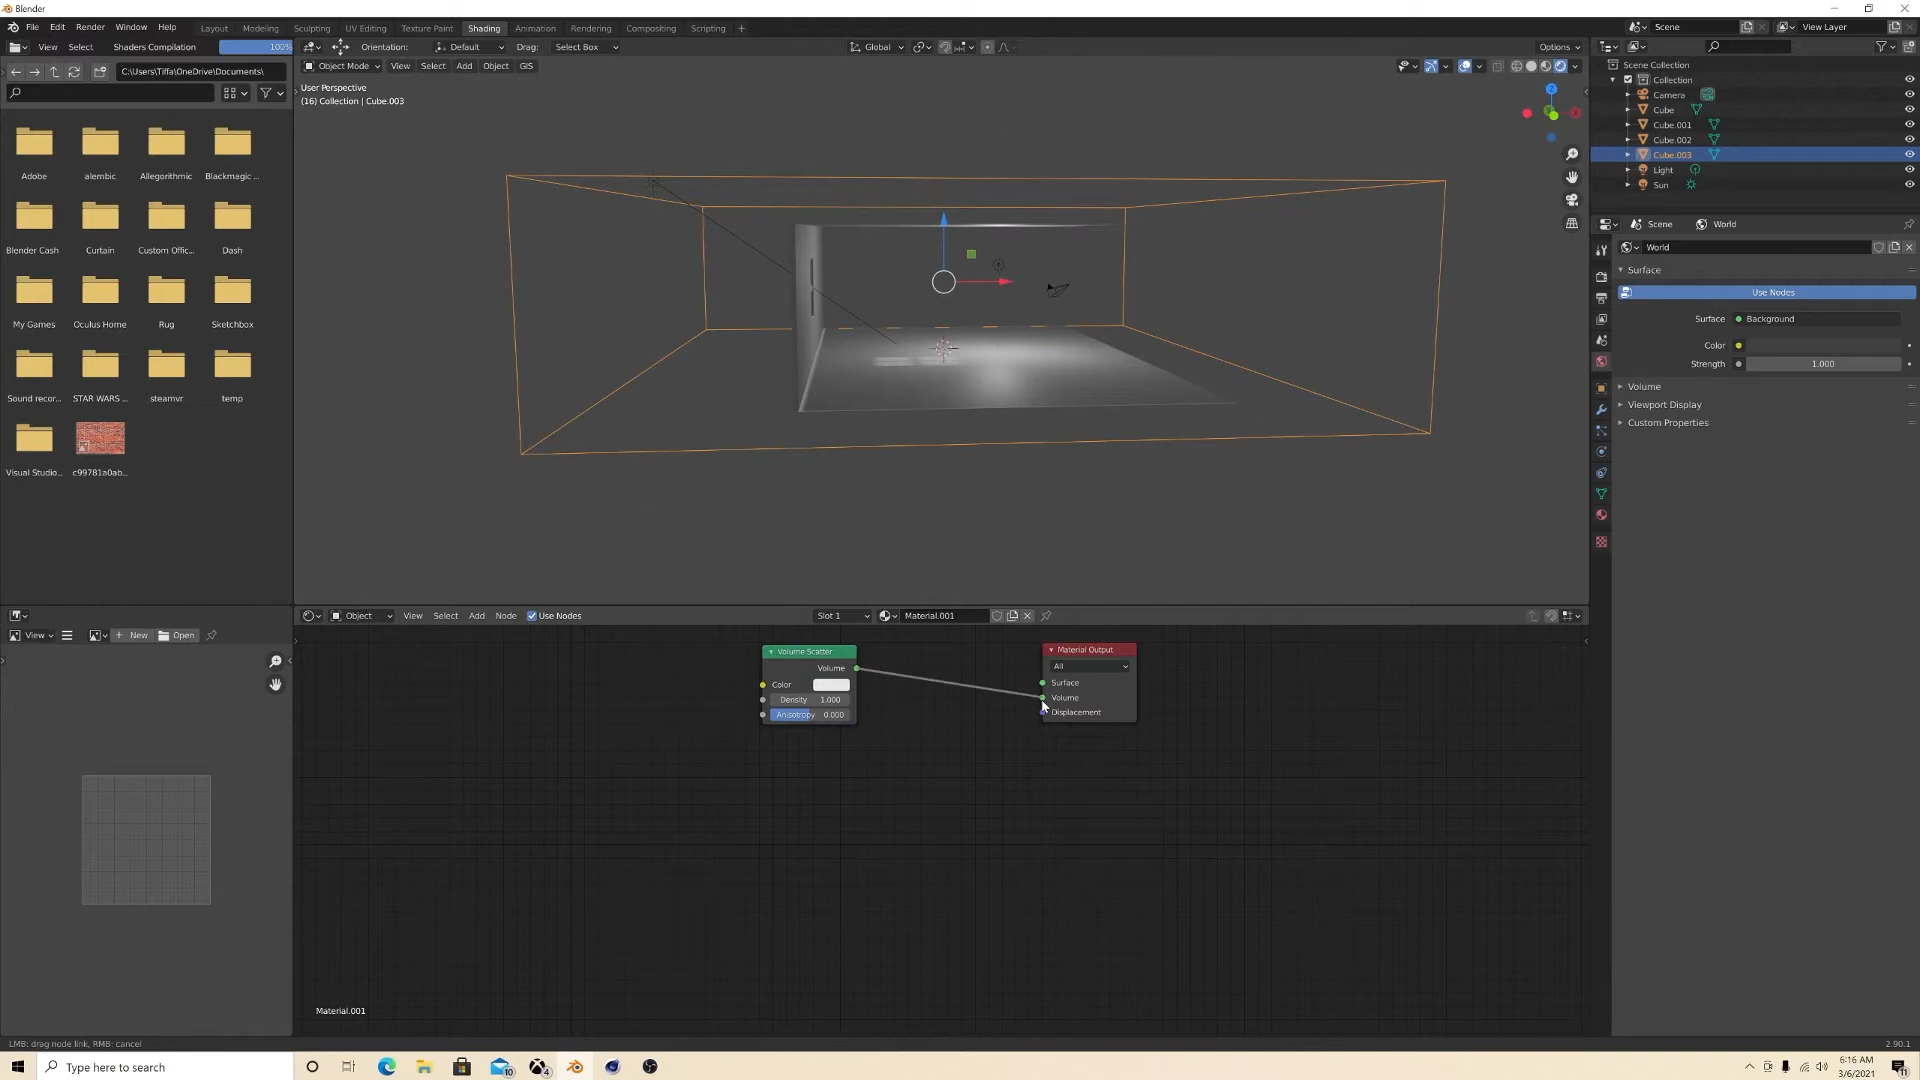 Blender
File Edit Render Window Help Layout Modeling Sculpting UV Editing Texture Paint Shading Animation Rendering Compositing Scripting + Scene View Layer
View Select Shaders Compilation 100% Orientation: Default Drag: Select Box Global Options
C:\Users\Tiffa\OneDrive\Documents\ Object Mode View Select Add Object GIS
Scene Collection
Collection
Camera
Cube
Cube.001
Cube.002
Cube.003
Light
Sun
User Perspective
(16) Collection | Cube.003
Z
Adobe alembic Allegorithmic Blackmagic ...
Blender Cash Curtain Custom Offic... Dash
My Games Oculus Home Rug Sketchbox
Sound recor... STAR WARS ... steamvr temp
Visual Studio... c99781a0ab...
Scene World
World
Surface
Use Nodes
Surface Background
Color
Strength 1.000
Volume
Viewport Display
Custom Properties
Object View Select Add Node Use Nodes Slot 1 Material.001
View New Open
Volume Scatter
Volume
Color
Density 1.000
Anisotropy 0.000
Material Output
All
Surface
Volume
Displacement
Material.001
LMB: drag node link, RMB: cancel 2.90.1
Type here to search 10 4 6:16 AM
3/6/2021 11